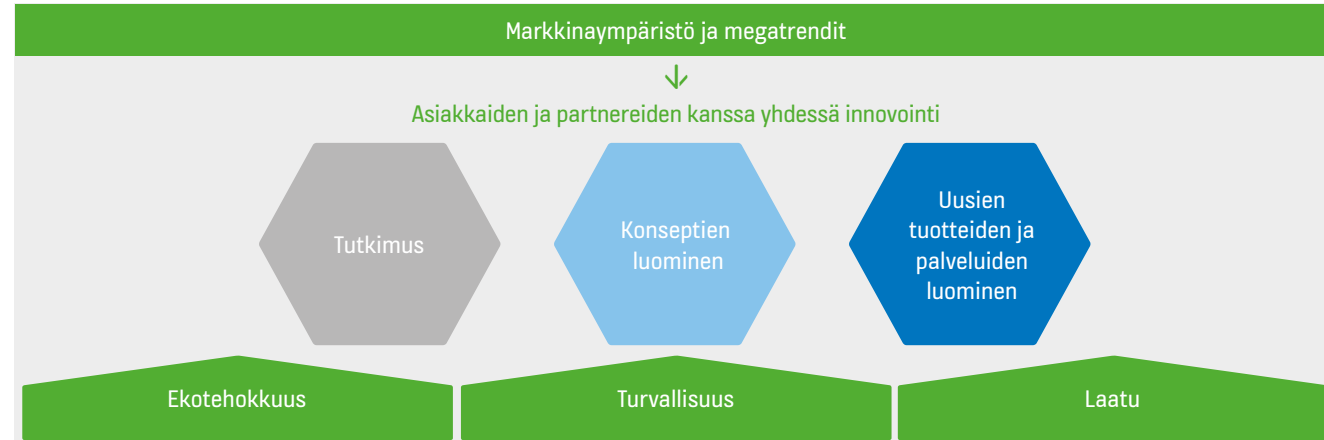 Markkinaympäristö ja megatrendit
Asiakkaiden ja partnereiden kanssa yhdessä innovointi
Tutkimus
Konseptien
luominen
Uusien
tuotteiden ja
palveluiden
luominen
Ekotehokkuus
Turvallisuus
Laatu